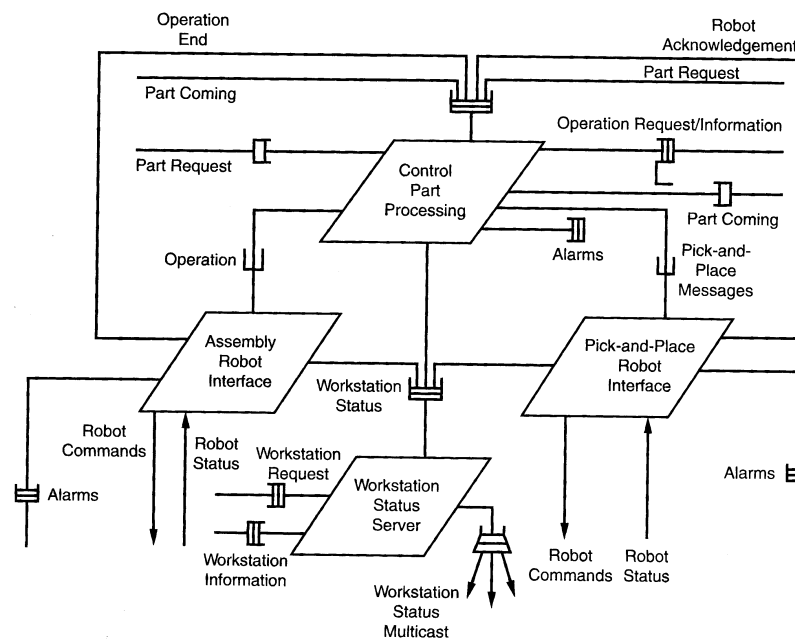 Operation
End
Robot
Acknowledgement
Part Request
Part Coming
Operation Request/Information
Part Request
Control
Part
Processing
Part Coming
Operation
Alarms
Pick-and-
Place
Messages
Assembly
Robot
Interface
Pick-and-Place
Robot
Interface
Workstation
Status
Robot
Commands
Robot
Status
Workstation
Request
Alarms
Workstation
Status
Server
Alarms
Workstation
Information
Robot
Commands
Robot
Status
Workstation
Status
Multicast